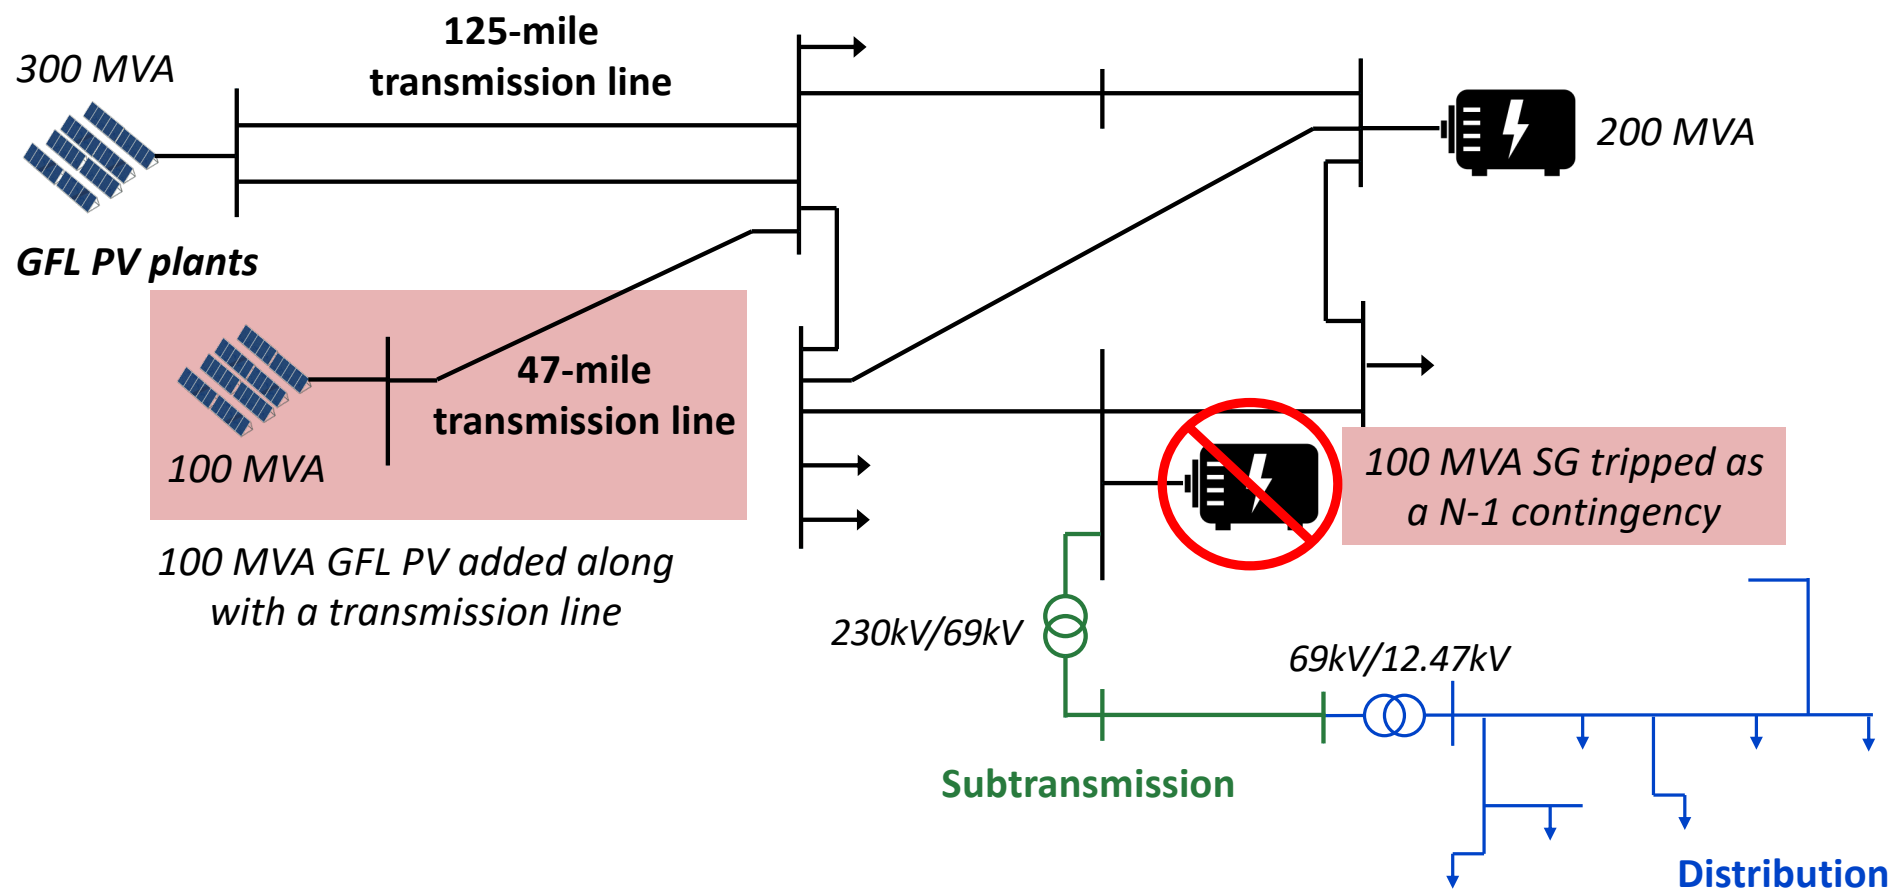 125-mile
transmission line
300 MVA
200 MVA
GFL PV plants
47-mile
transmission line
100 MVA
100 MVA SG tripped as
a N-1 contingency
100 MVA GFL PV added along
with a transmission line
230kV/69kV
69kV/12.47kV
Subtransmission
Distribution